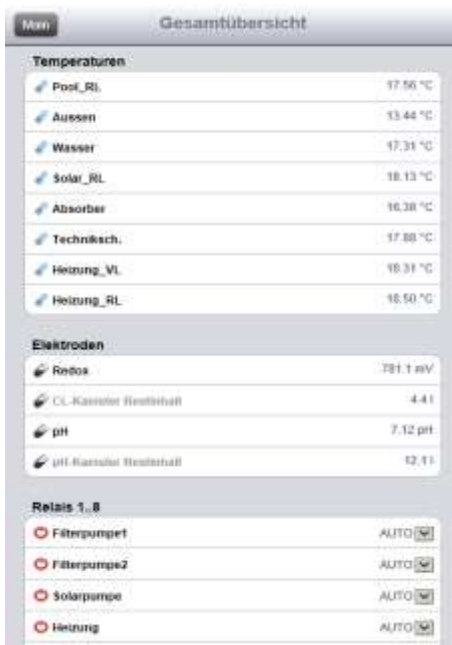 Main
Gesamtübersicht
Temperaturen
Pool_RL 17.56 °C
Aussen 13.44 °C
Wasser 17.31 °C
Solar_RL 18.13 °C
Absorber 16.38 °C
Techniksch. 17.88 °C
Heizung_VL 18.31 °C
Heizung_RL 18.50 °C
Elektroden
Redox 781.1 mV
CL-Kanister Restinhalt 4.4 l
pH 7.12 pH
pH-Kanister Restinhalt 12.1 l
Relais 1..8
Filterpumpe1 AUTO
Filterpumpe2 AUTO
Solarpumpe AUTO
Heizung AUTO